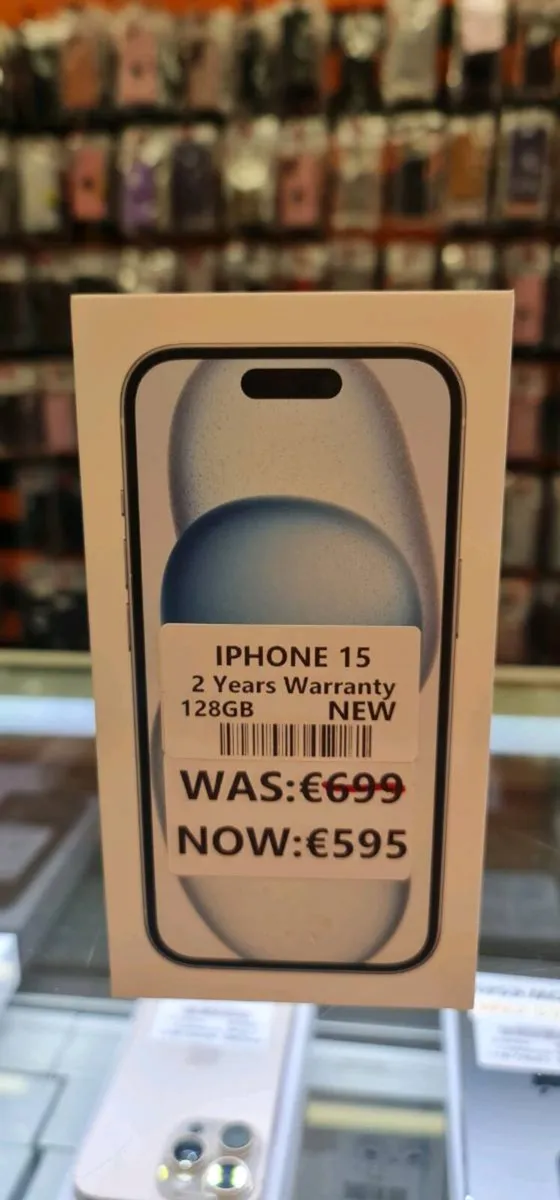 IPHONE 15
2 Years Warranty
128GB NEW
WAS:€699
NOW:€595